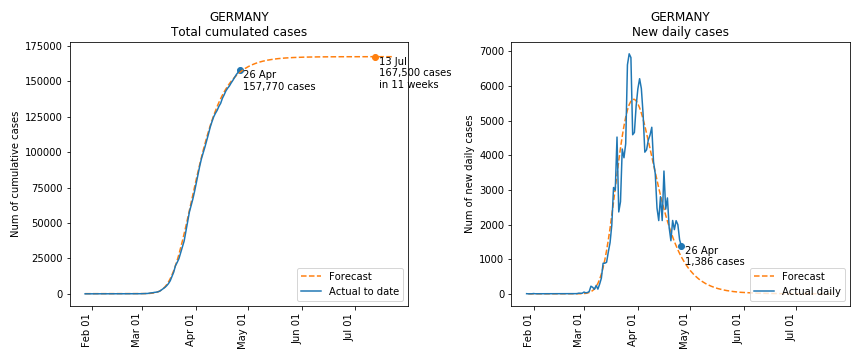 GERMANY
Total cumulated cases
Num of cumulative cases
175000
150000
125000
100000
75000
50000
25000
0
26 Apr
157,770 cases
13 Jul
167,500 cases
in 11 weeks
Forecast
Actual to date
Feb 01
Mar 01
Apr 01
May 01
Jun 01
Jul 01
GERMANY
New daily cases
Num of new daily cases
7000
6000
5000
4000
3000
2000
1000
0
26 Apr
1,386 cases
Forecast
Actual daily
Feb 01
Mar 01
Apr 01
May 01
Jun 01
Jul 01